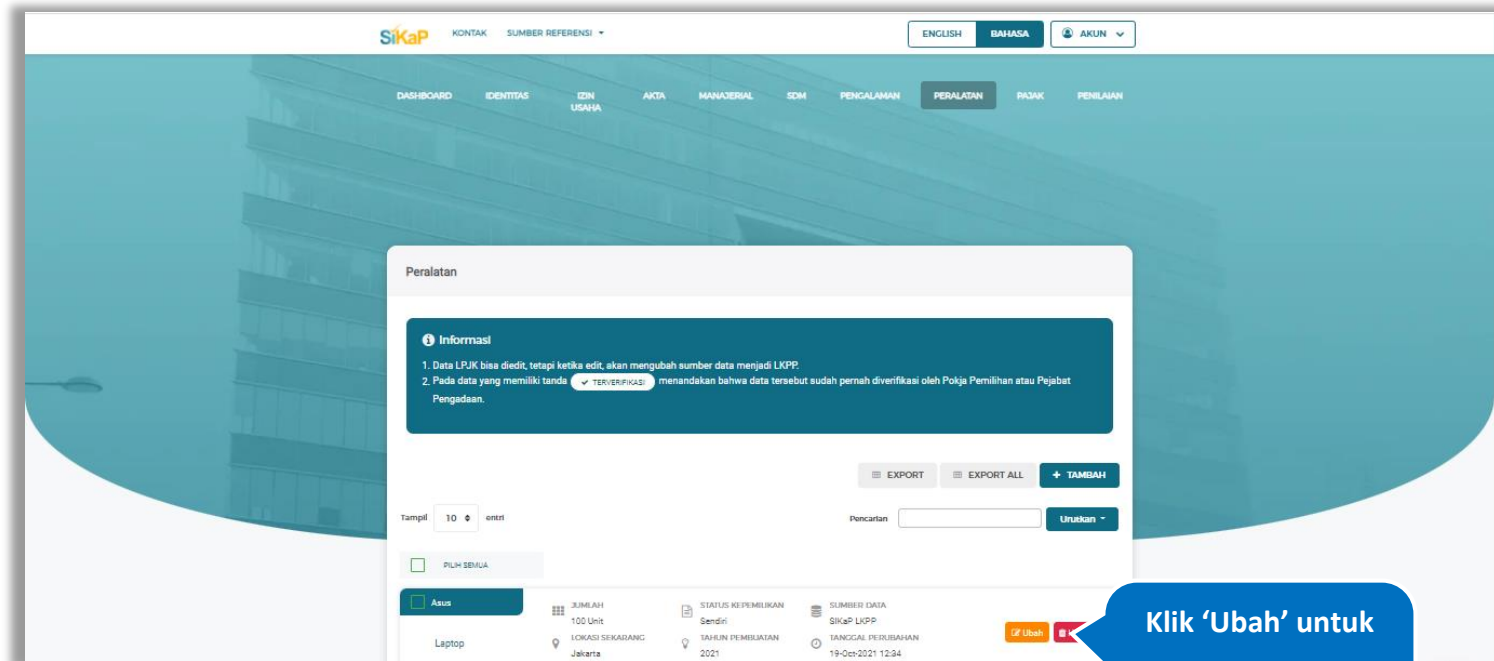 SiKaP KONTAK SUMBER REFERENSI ENGLISH BAHASA AKUN
DASHBOARD IDENTITAS IZIN USAHA AKTA MANAJERIAL SDM PENGALAMAN PERALATAN PAJAK PENILAIAN
Peralatan
Informasi
1. Data LPJK bisa diedit, tetapi ketika edit, akan mengubah sumber data menjadi LKPP.
2. Pada data yang memiliki tanda TERVERIFIKASI menandakan bahwa data tersebut sudah pernah diverifikasi oleh Pokja Pemilihan atau Pejabat
Pengadaan.
EXPORT EXPORT ALL + TAMBAH
Tampil 10 entri Pencarian Urutkan
PILIH SEMUA
Asus JUMLAH STATUS KEPEMILIKAN SUMBER DATA
100 Unit Sendiri SIKaP LKPP
Laptop LOKASI SEKARANG TAHUN PEMBUATAN TANGGAL PERUBAHAN
Jakarta 2021 19-Oct-2021 12:34
Ubah
Klik ‘Ubah’ untuk